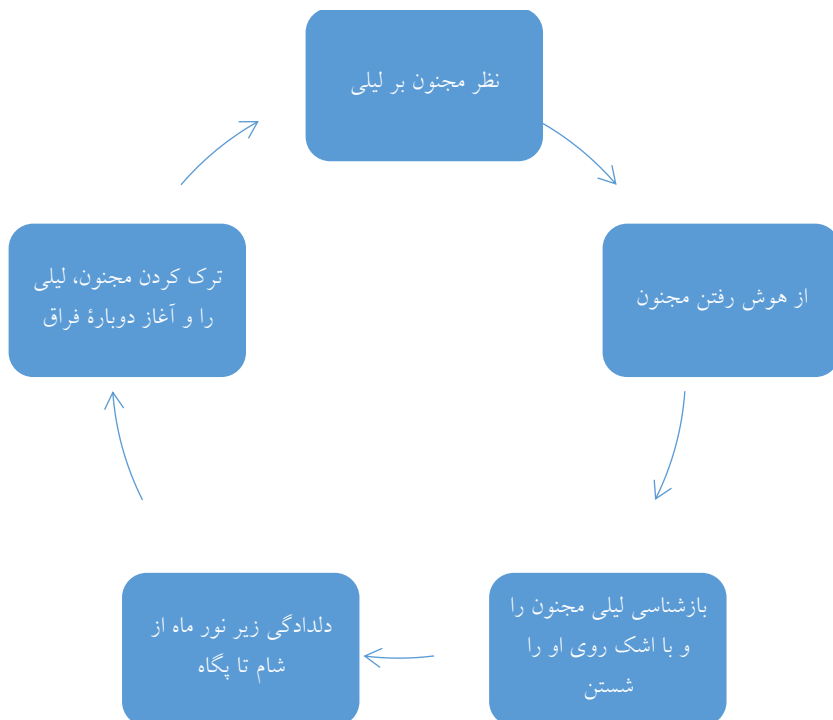 نظر مجنون بر لیلی
از هوش رفتن مجنون
بازشناسی لیلی مجنون را
و با اشک روی او را
شستن
دلدادگی زیر نور ماه از
شام تا پگاه
ترک کردن مجنون، لیلی
را و آغاز دوبارۀ فراق